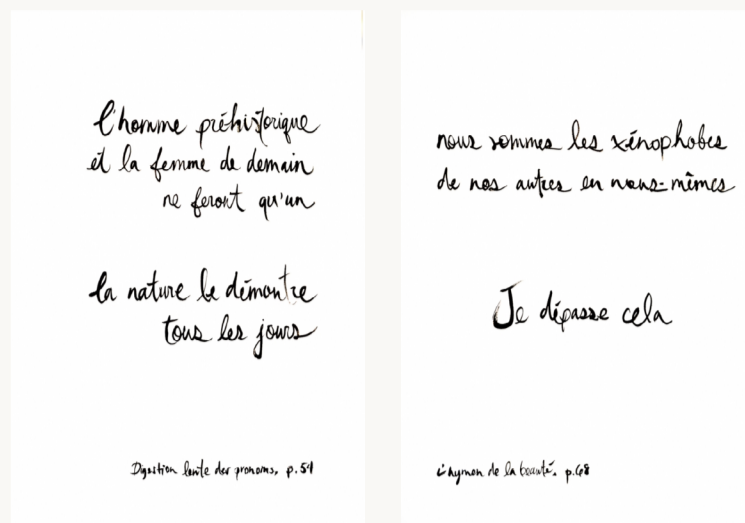 l'homme préhistorique
et la femme de demain
ne feront qu'un
la nature le démontre
tous les jours
Digestion lente des pronoms, p.51
nous sommes les xénophobes
de nos autres en nous-mêmes
Je dépasse cela
de la beauté. p.68